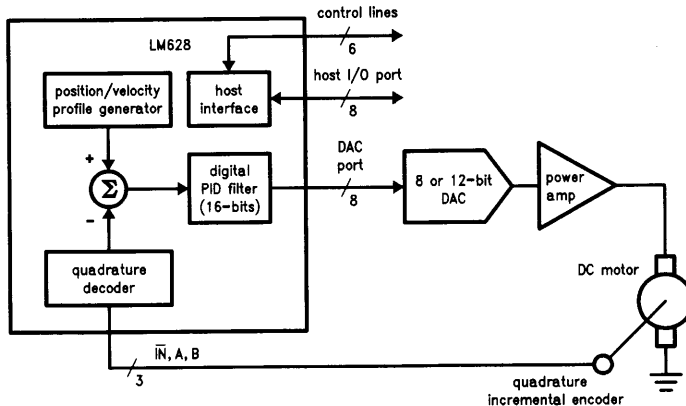 control lines
6
LM628
position/velocity
profile generator
host
interface
host I/O port
8
+
Σ
−
digital
PID filter
(16-bits)
DAC
port
8
8 or 12-bit
DAC
power
amp
quadrature
decoder
DC motor
I̅N̅, A, B
3
quadrature
incremental encoder